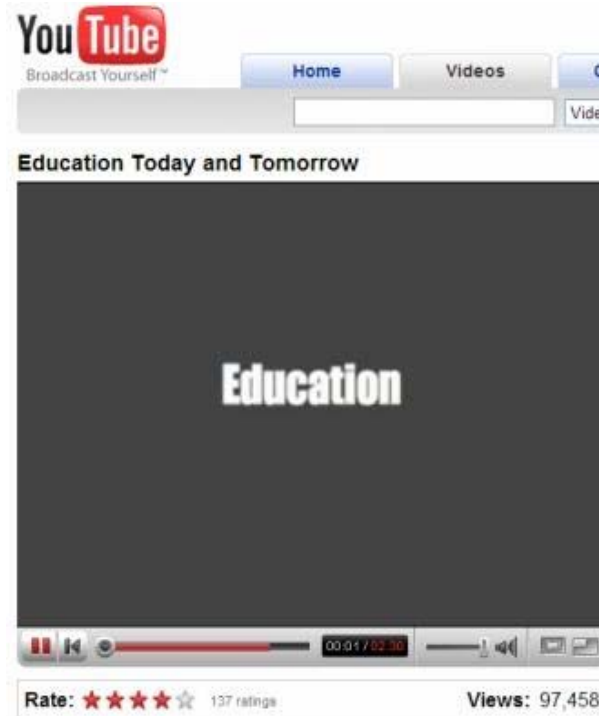 You Tube
Broadcast Yourself™
Home Videos
Education Today and Tomorrow
Education
00:01 / 02:30
Rate: 137 ratings Views: 97,458